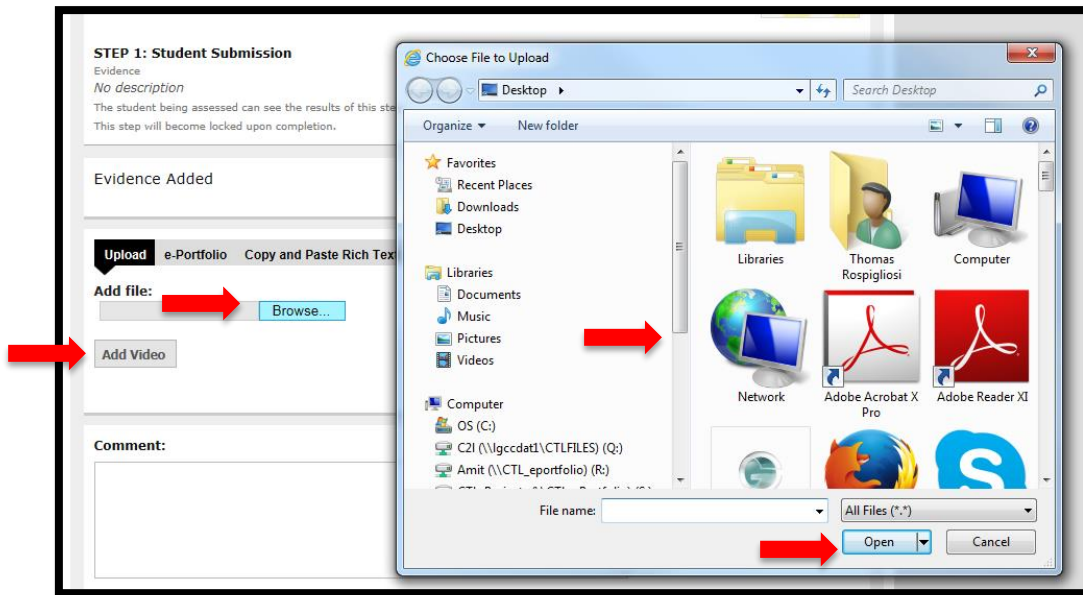 STEP 1: Student Submission
Evidence
No description
The student being assessed can see the results of this ste
This step will become locked upon completion.
Evidence Added
Upload e-Portfolio Copy and Paste Rich Tex
Add file:
Browse...
Add Video
Comment:
Choose File to Upload
Desktop
Search Desktop
Organize New folder
Favorites
Recent Places
Downloads
Desktop
Libraries
Documents
Music
Pictures
Videos
Computer
OS (C:)
C2I (\\lgccdat1\CTLFILES) (Q:)
Amit (\\CTL_eportfolio) (R:)
Libraries
Thomas
Rospigliosi
Computer
Network
Adobe Acrobat X
Pro
Adobe Reader XI
File name:
All Files (*.*)
Open
Cancel